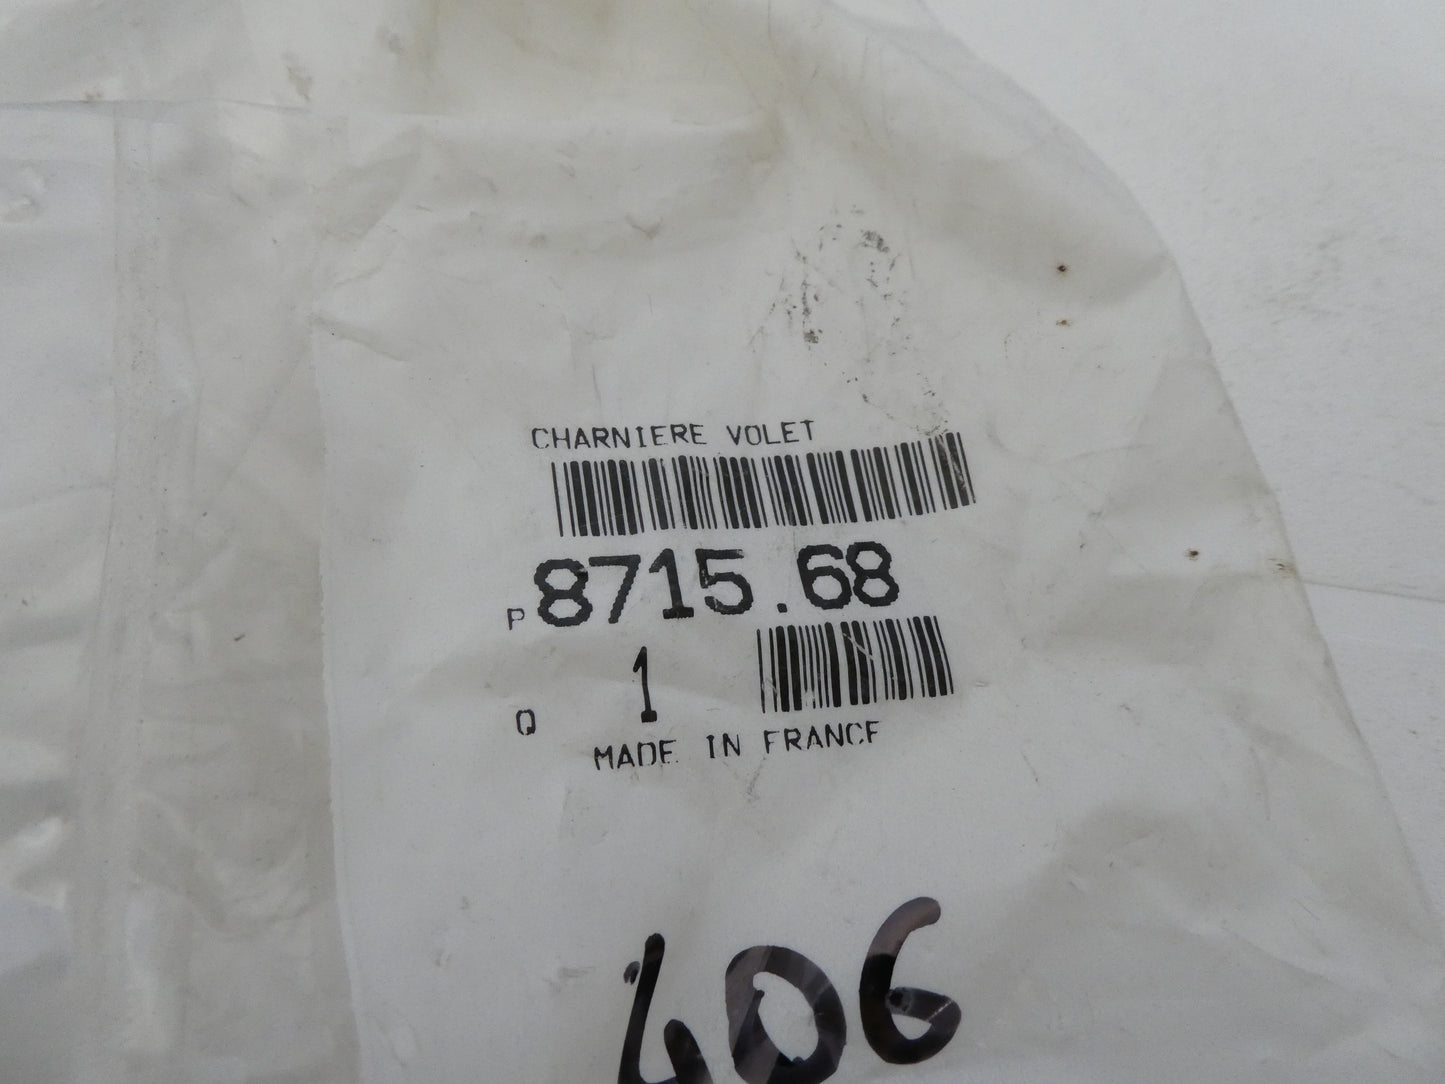 CHARNIERE VOLET
P 8715.68
Q 1
MADE IN FRANCE
406